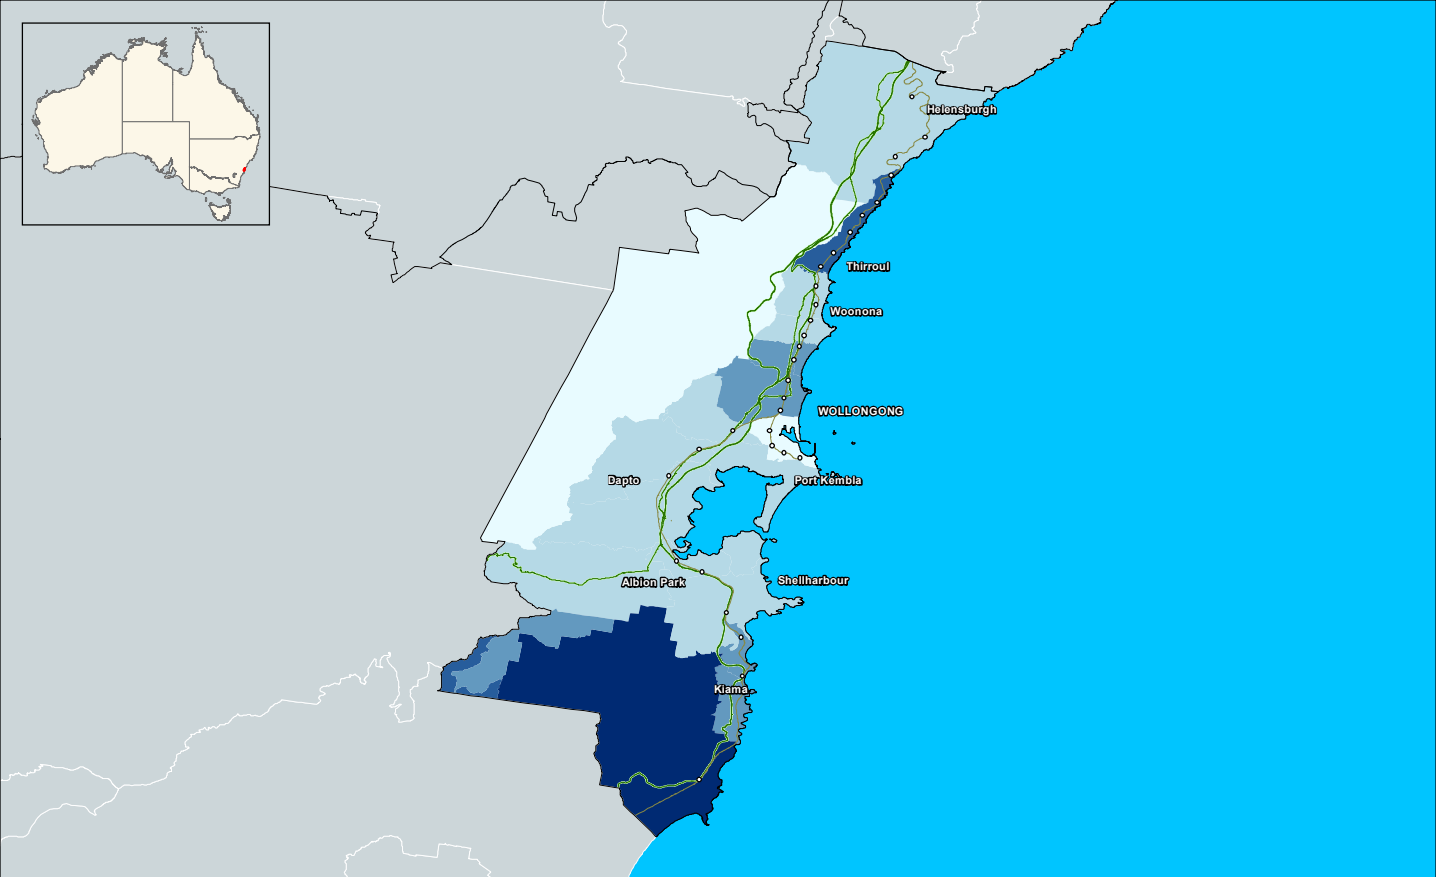 Helensburgh
Thirroul
Woonona
WOLLONGONG
Dapto
Port Kembla
Albion Park
Shellharbour
Kiama